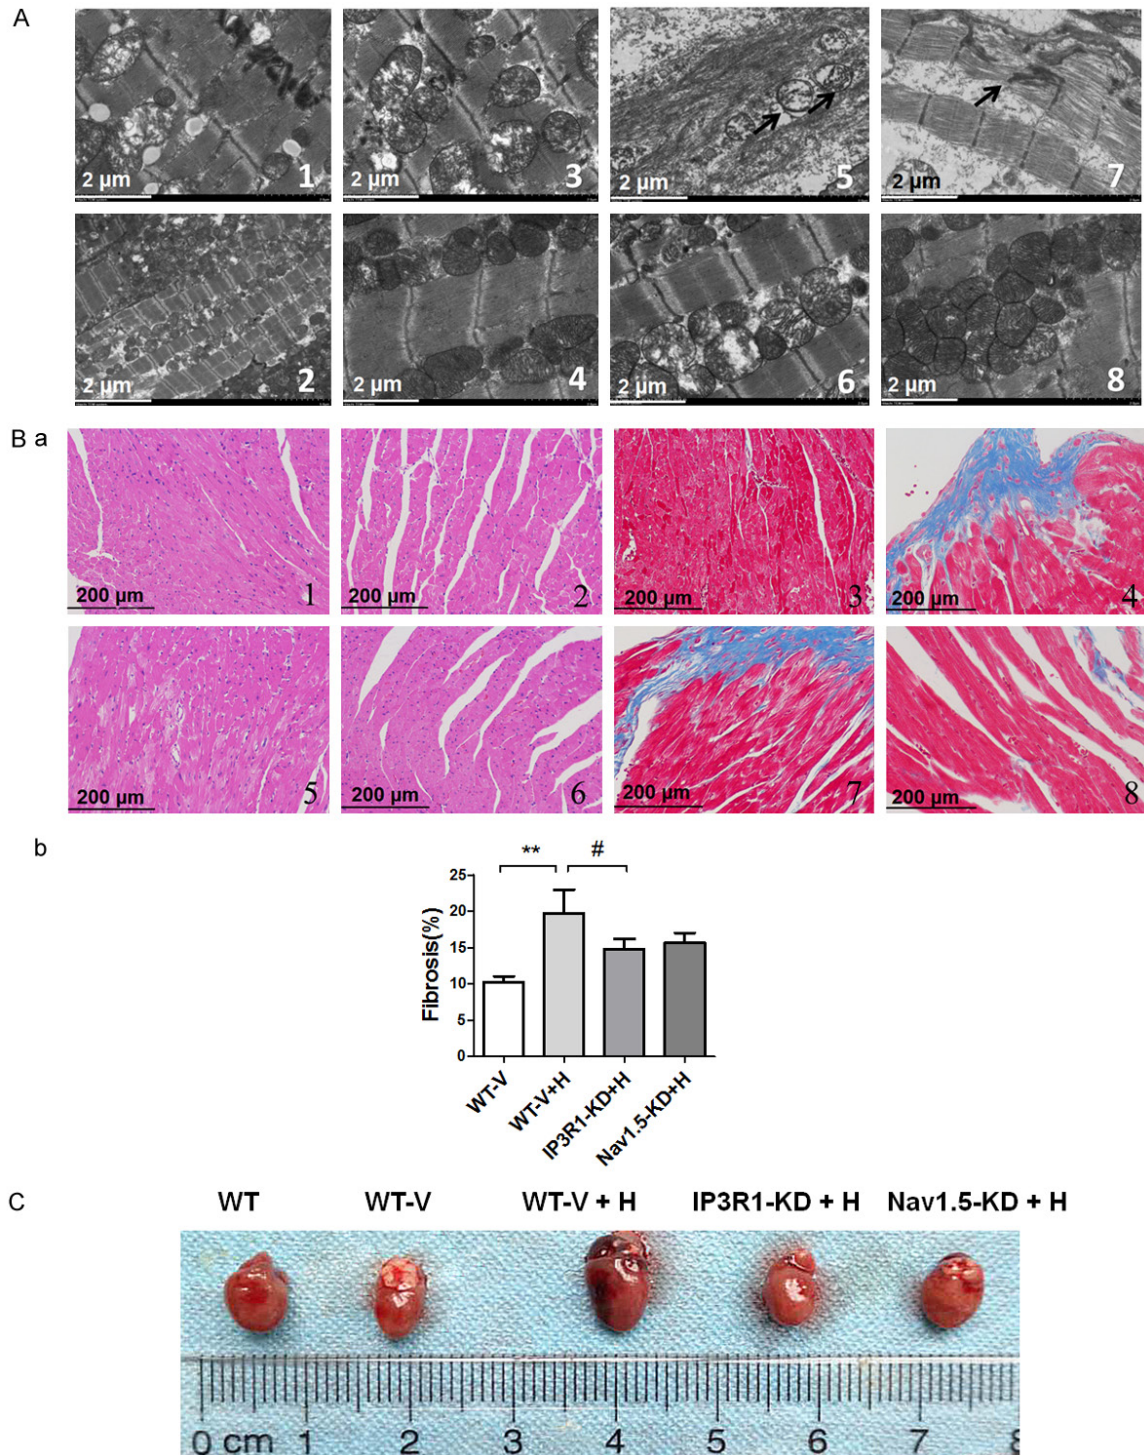 A
2 μm 1
2 μm 3
2 μm 5
2 μm 7
2 μm 2
2 μm 4
2 μm 6
2 μm 8
B a
200 μm 1
200 μm 2
200 μm 3
200 μm 4
200 μm 5
200 μm 6
200 μm 7
200 μm 8
b
** #
Fibrosis(%)
25
20
15
10
5
0
WT-V
WT-V+H
IP3R1-KD+H
Nav1.5-KD+H
C
WT WT-V WT-V + H IP3R1-KD + H Nav1.5-KD + H
0 cm 1 2 3 4 5 6 7 8